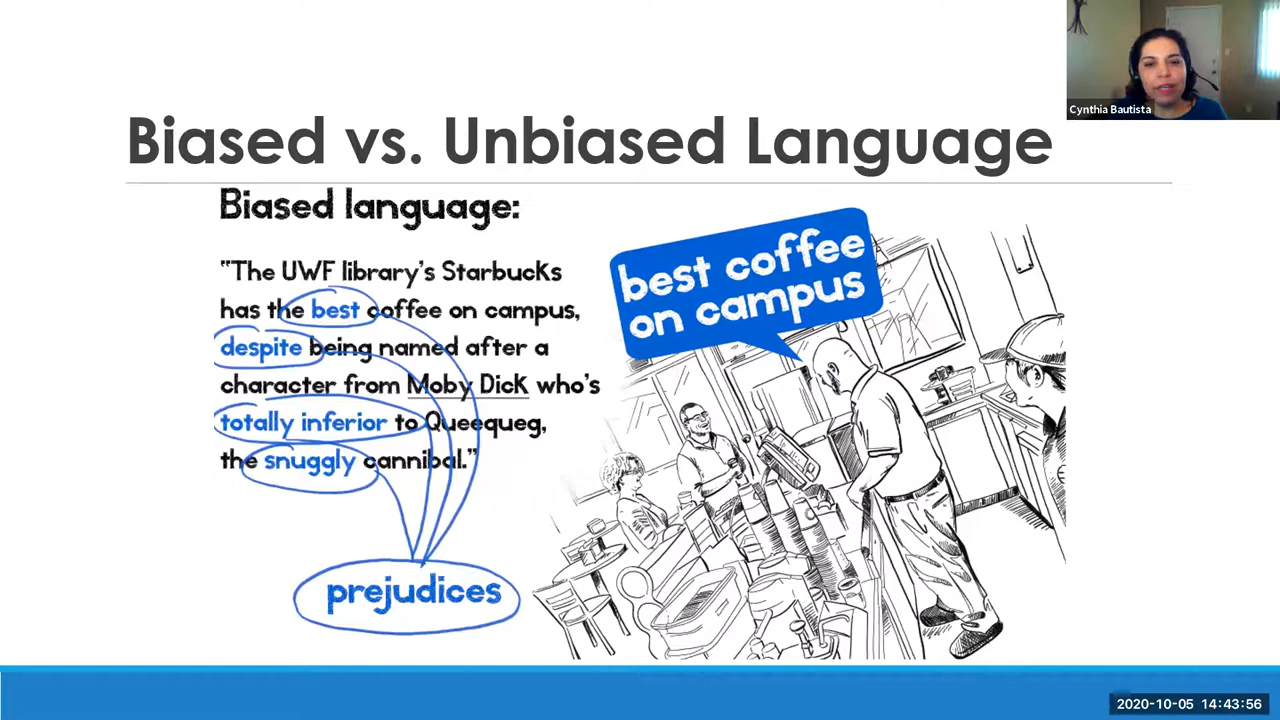 Cynthia Bautista
Biased vs. Unbiased Language
Biased language:
"The UWF library's Starbucks
has the best coffee on campus,
despite being named after a
character from Moby Dick who's
totally inferior to Queequeg,
the snuggly cannibal."
prejudices
best coffee
on campus
2020-10-05 14:43:56